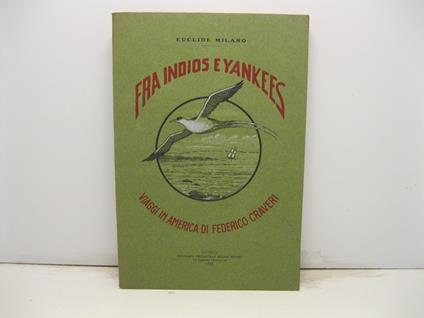 EUCLIDE MILANO
FRA INDIOS E YANKEES
VIAGGI IN AMERICA DI FEDERICO CRAVERI